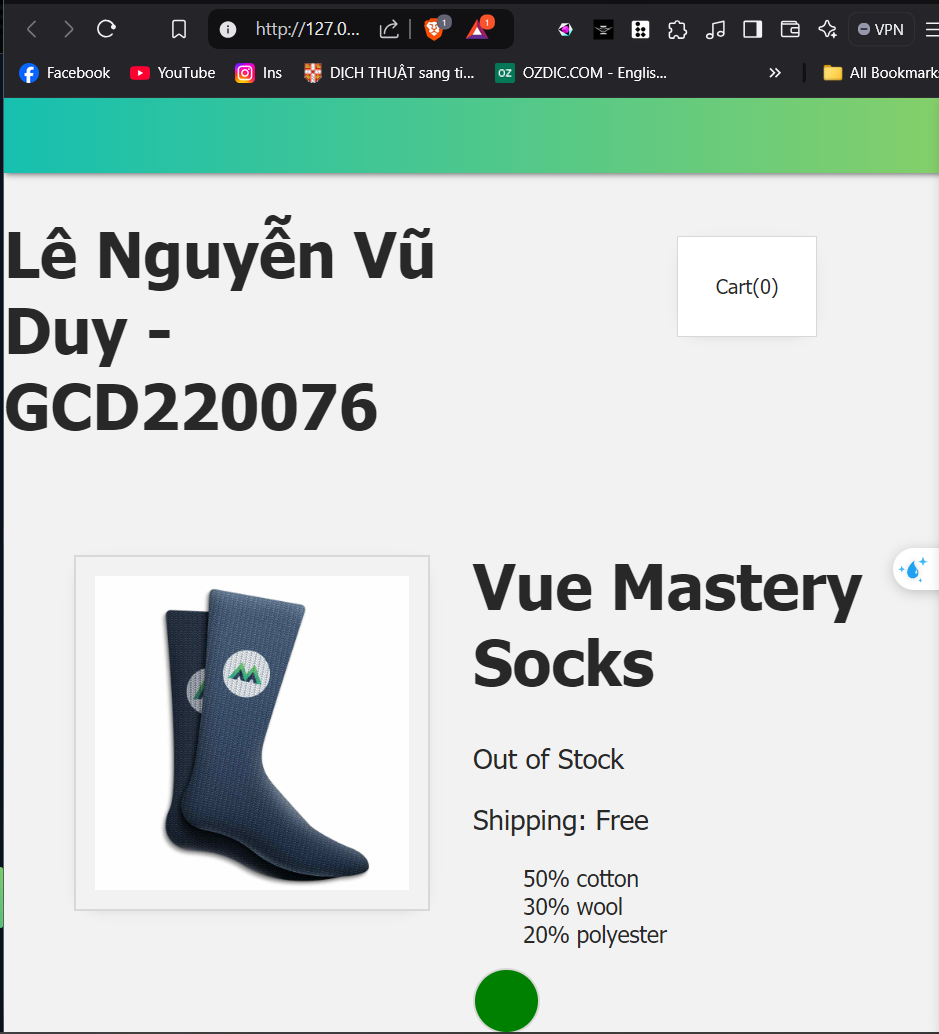 http://127.0...
1
1
VPN
Facebook
YouTube
Ins
DỊCH THUẬT sang ti...
OZ
OZDIC.COM - Englis...
All Bookmarks
Lê Nguyễn Vũ
Duy -
GCD220076
Cart(0)
Vue Mastery
Socks
Out of Stock
Shipping: Free
50% cotton
30% wool
20% polyester